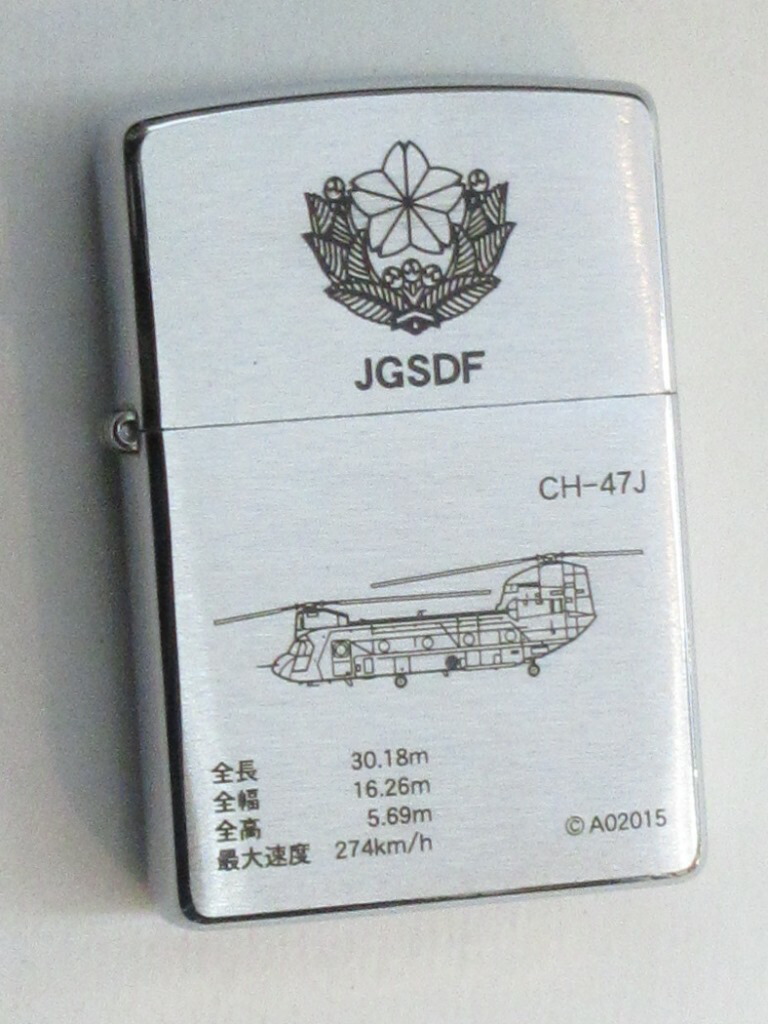 JGSDF
CH-47J
全長 30.18m
全幅 16.26m
全高 5.69m
最大速度 274km/h
© A02015